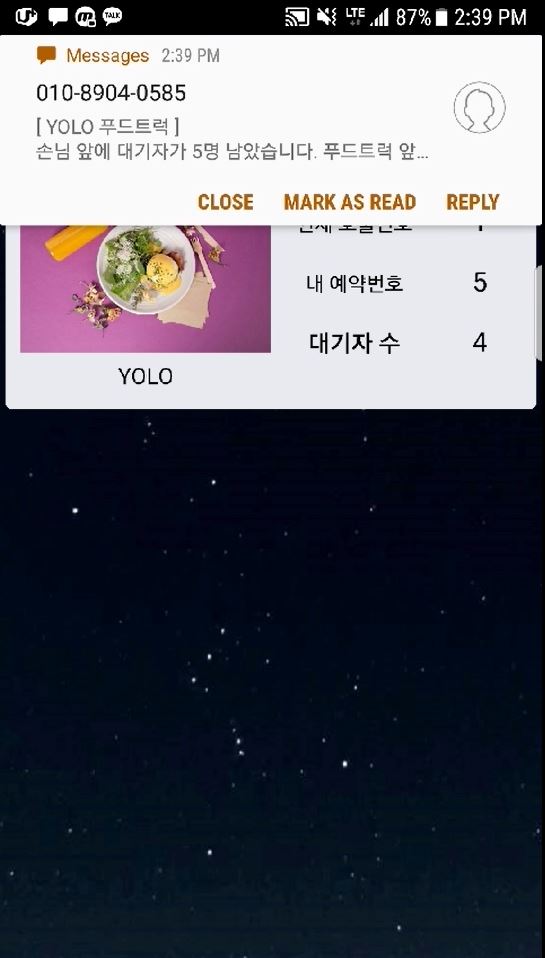 TALK
LTE 87% 2:39 PM
Messages 2:39 PM
010-8904-0585
[ YOLO 푸드트럭 ]
손님 앞에 대기자가 5명 남았습니다. 푸드트럭 앞...
CLOSE MARK AS READ REPLY
내 예약번호 5
대기자 수 4
YOLO